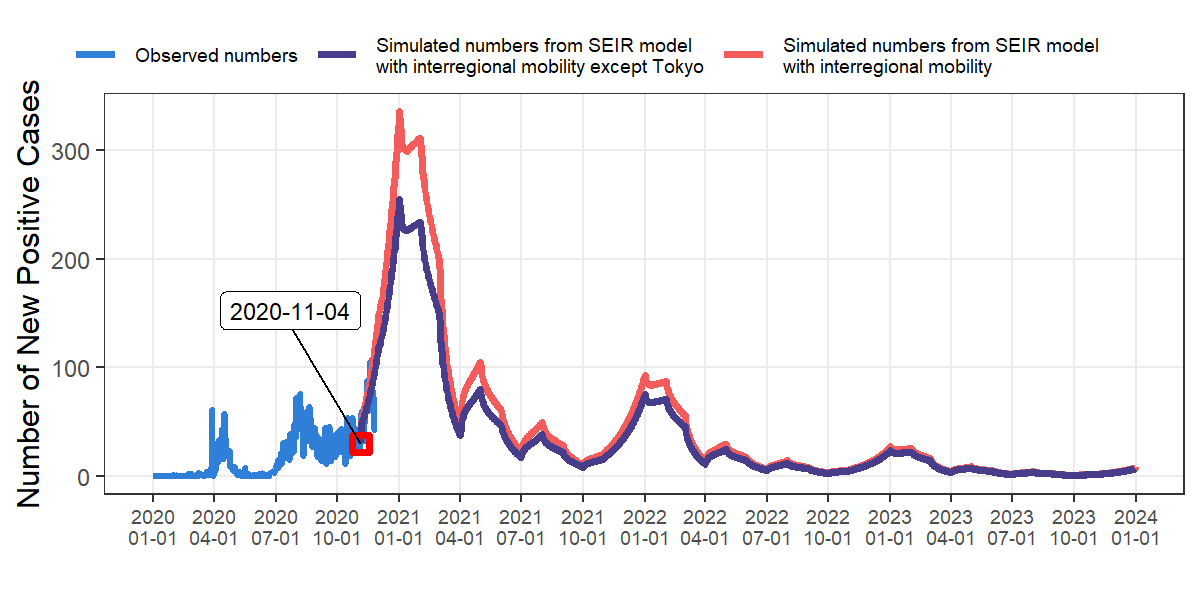 Observed numbers
Simulated numbers from SEIR model
with interregional mobility except Tokyo
Simulated numbers from SEIR model
with interregional mobility
Number of New Positive Cases
300
200
100
0
2020-11-04
2020 2020 2020 2020 2021 2021 2021 2021 2022 2022 2022 2022 2023 2023 2023 2023 2024
01-01 04-01 07-01 10-01 01-01 04-01 07-01 10-01 01-01 04-01 07-01 10-01 01-01 04-01 07-01 10-01 01-01